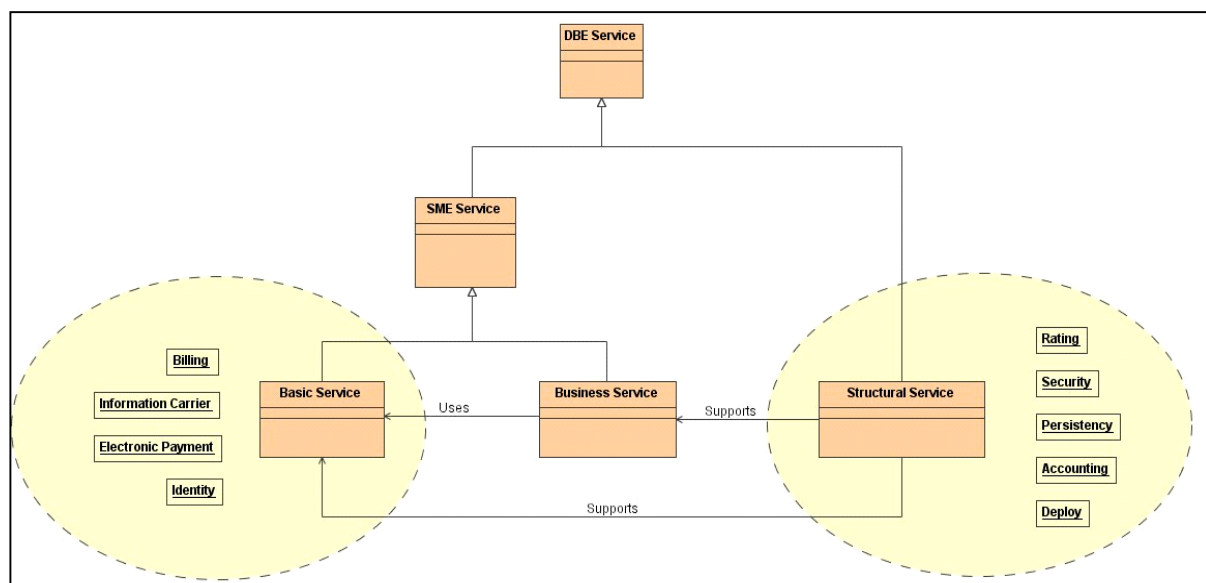 DBE Service
SME Service
Billing
Information Carrier
Electronic Payment
Identity
Basic Service
Uses
Business Service
Supports
Structural Service
Supports
Rating
Security
Persistency
Accounting
Deploy